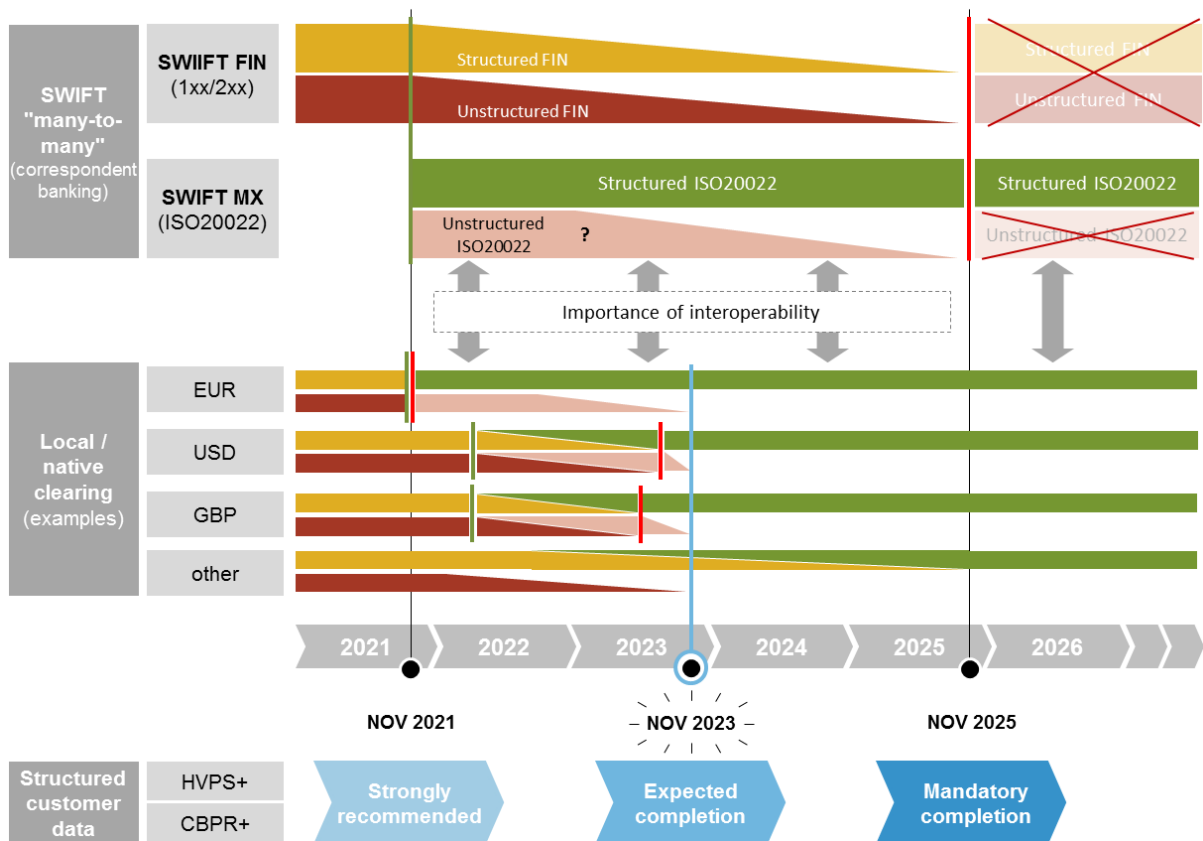 SWIFT
"many-to-
many"
(correspondent
banking)
SWIIFT FIN
(1xx/2xx)
Structured FIN
Unstructured FIN
Structured FIN
Unstructured FIN
SWIFT MX
(ISO20022)
Structured ISO20022
Structured ISO20022
Unstructured
ISO20022
?
Unstructured ISO20022
Importance of interoperability
Local /
native
clearing
(examples)
EUR
USD
GBP
other
2021
2022
2023
2024
2025
2026
NOV 2021
NOV 2023
NOV 2025
Structured
customer
data
HVPS+
CBPR+
Strongly
recommended
Expected
completion
Mandatory
completion